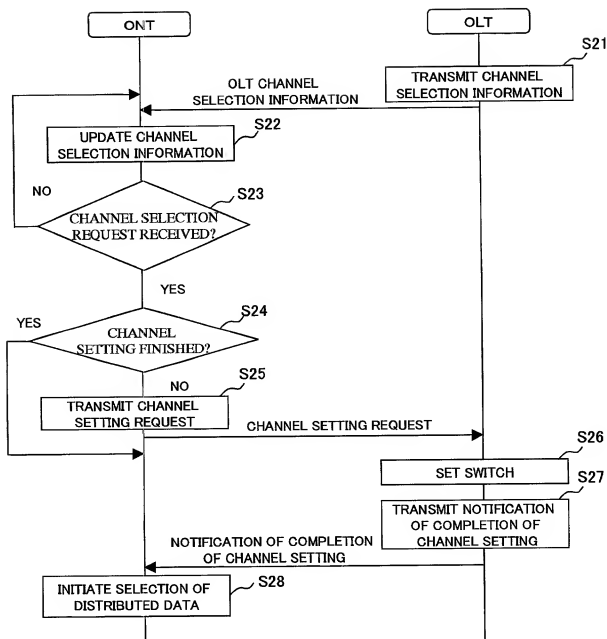 ONT
OLT
S21
TRANSMIT CHANNEL
SELECTION INFORMATION
OLT CHANNEL
SELECTION INFORMATION
S22
UPDATE CHANNEL
SELECTION INFORMATION
NO
S23
CHANNEL SELECTION
REQUEST RECEIVED?
YES
S24
YES
CHANNEL
SETTING FINISHED?
NO
S25
TRANSMIT CHANNEL
SETTING REQUEST
CHANNEL SETTING REQUEST
S26
SET SWITCH
S27
TRANSMIT NOTIFICATION
OF COMPLETION OF
CHANNEL SETTING
NOTIFICATION OF COMPLETION
OF CHANNEL SETTING
S28
INITIATE SELECTION OF
DISTRIBUTED DATA